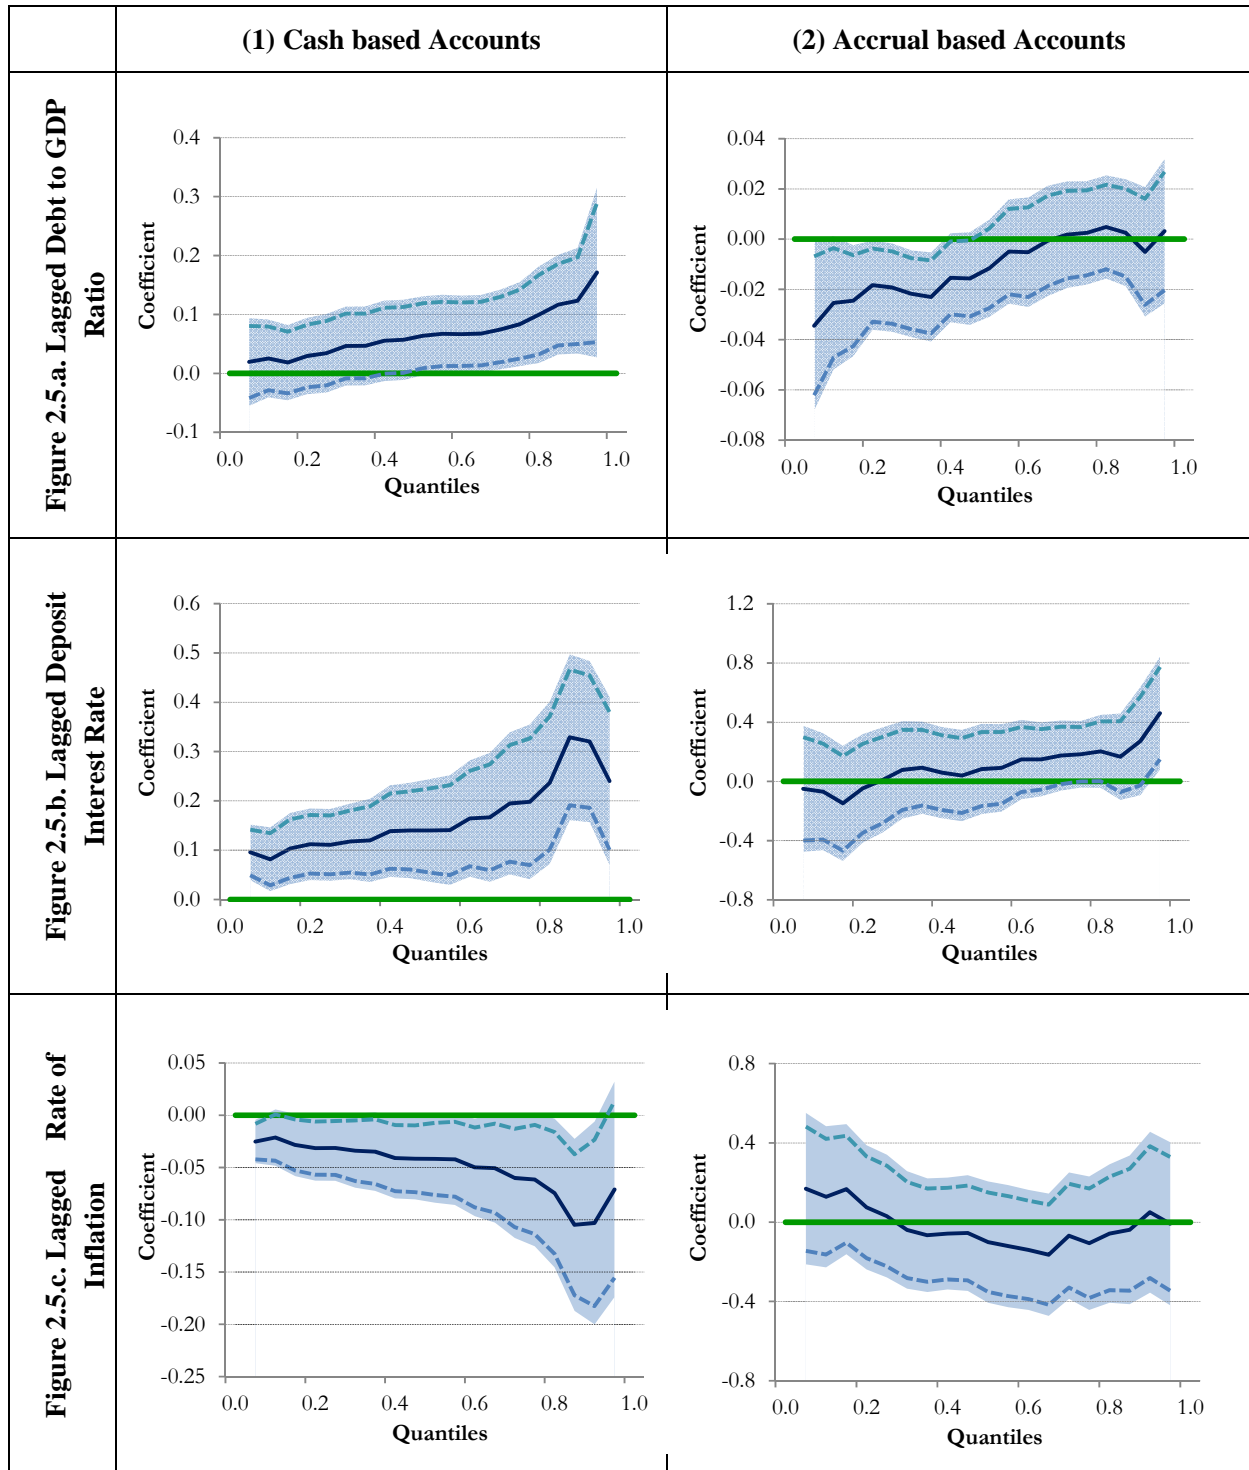 (1) Cash based Accounts
(2) Accrual based Accounts
Figure 2.5.a. Lagged Debt to GDP
Ratio
0.4
0.3
0.2
0.1
0.0
-0.1
Coefficient
0.0 0.2 0.4 0.6 0.8 1.0
Quantiles
0.04
0.02
0.00
-0.02
-0.04
-0.06
-0.08
Coefficient
0.0 0.2 0.4 0.6 0.8 1.0
Quantiles
Figure 2.5.b. Lagged Deposit
Interest Rate
0.6
0.5
0.4
0.3
0.2
0.1
0.0
Coefficient
0.0 0.2 0.4 0.6 0.8 1.0
Quantiles
1.2
0.8
0.4
0.0
-0.4
-0.8
Coefficient
0.0 0.2 0.4 0.6 0.8 1.0
Quantiles
Figure 2.5.c. Lagged Rate of
Inflation
0.05
0.00
-0.05
-0.10
-0.15
-0.20
-0.25
Coefficient
0.0 0.2 0.4 0.6 0.8 1.0
Quantiles
0.8
0.4
0.0
-0.4
-0.8
Coefficient
0.0 0.2 0.4 0.6 0.8 1.0
Quantiles